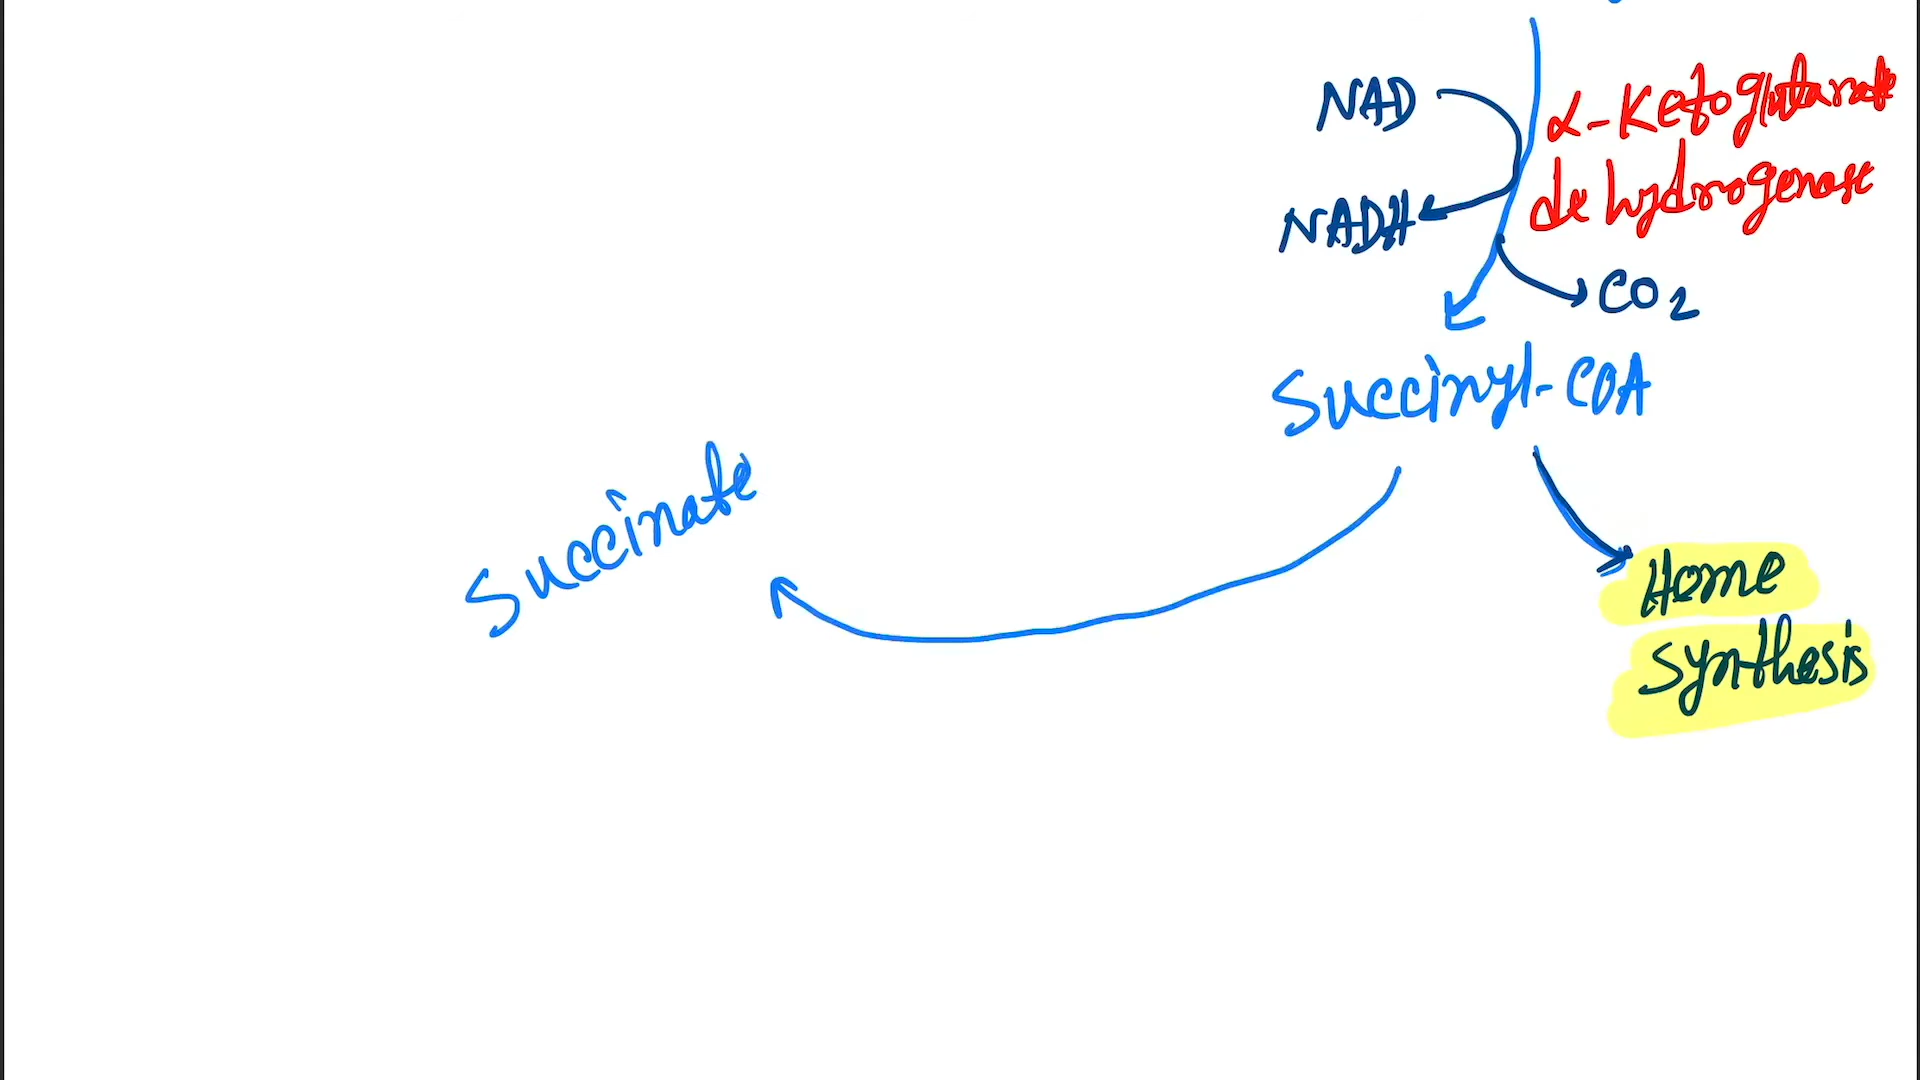 NAD
α-Ketoglutarate
dehydrogenase
NADH
CO2
Succinyl-COA
Succinate
Heme
Synthesis